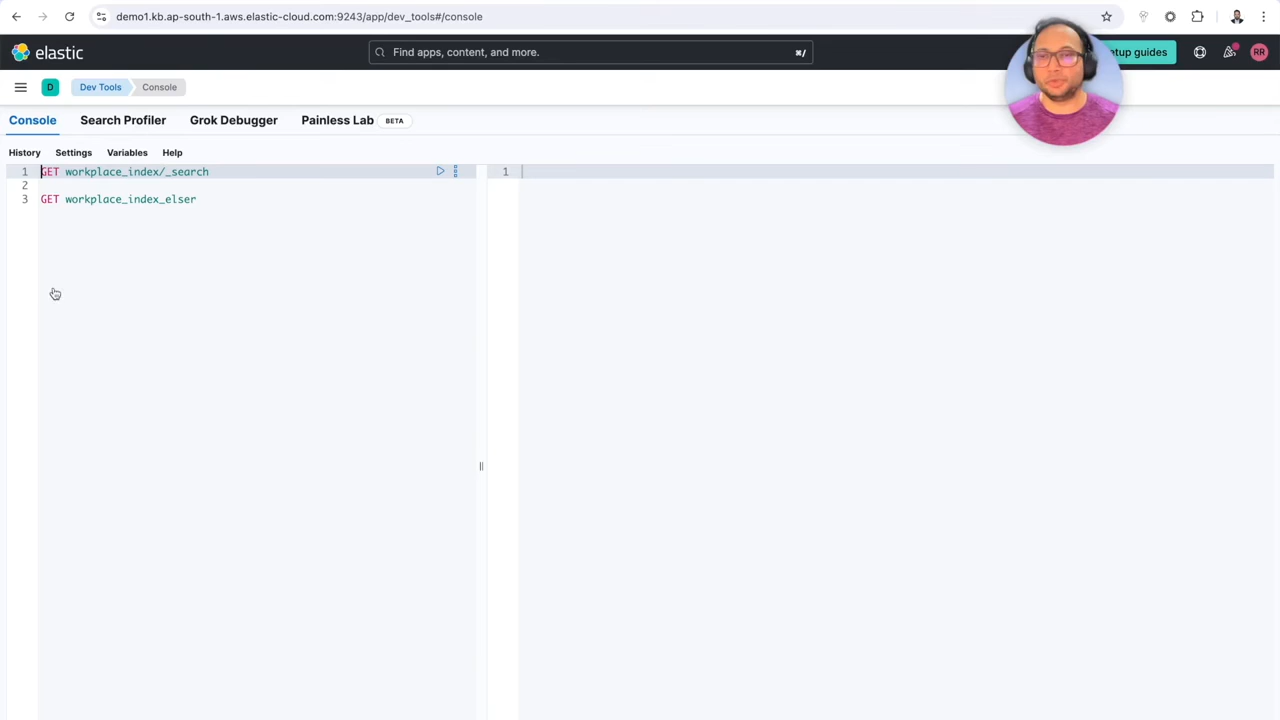 demo1.kb.ap-south-1.aws.elastic-cloud.com:9243/app/dev_tools#/console
elastic
Find apps, content, and more.
⌘/
etup guides
RR
D
Dev Tools
Console
Console
Search Profiler
Grok Debugger
Painless Lab
BETA
History
Settings
Variables
Help
1 GET workplace_index/_search
2
3 GET workplace_index_elser
1